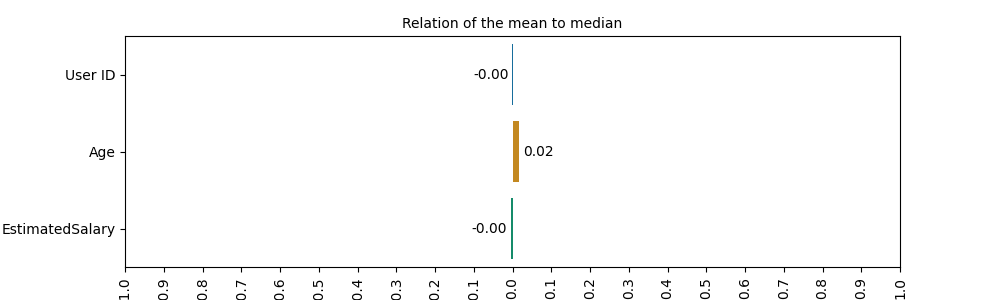 Relation of the mean to median
User ID
-0.00
Age
0.02
EstimatedSalary
-0.00
1.0 0.9 0.8 0.7 0.6 0.5 0.4 0.3 0.2 0.1 0.0 0.1 0.2 0.3 0.4 0.5 0.6 0.7 0.8 0.9 1.0